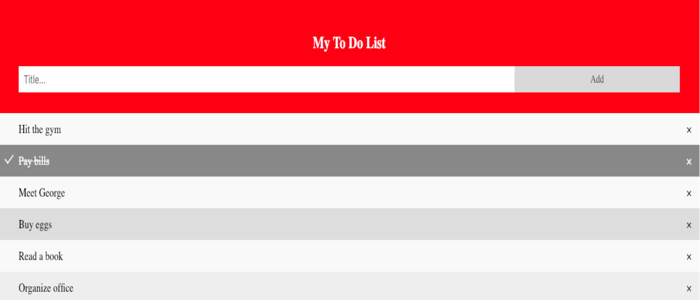 My To Do List
Title... Add
Hit the gym x
✓ Pay bills x
Meet George x
Buy eggs x
Read a book x
Organize office x